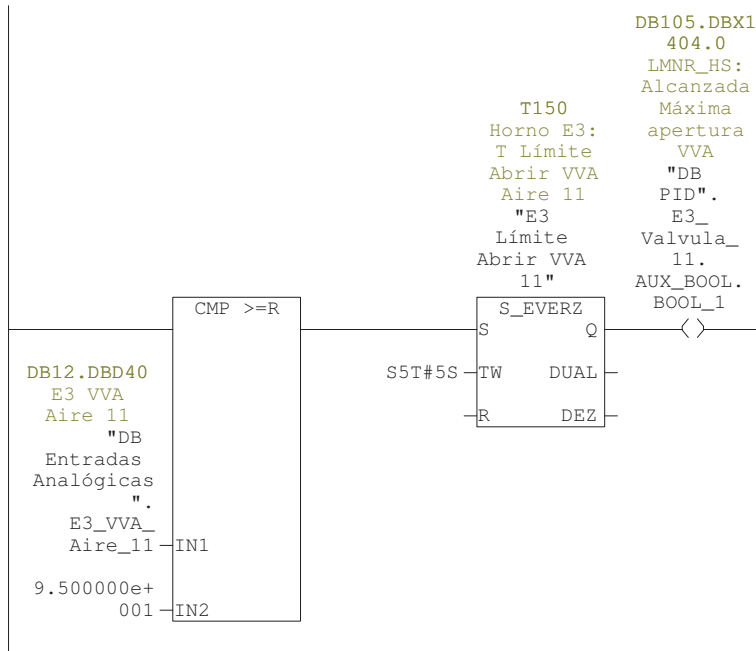 DB105.DBX1
404.0
LMNR_HS:
Alcanzada
Máxima
apertura
VVA
"DB
PID".
E3_
Valvula_
11.
AUX_BOOL.
BOOL_1
T150
Horno E3:
T Límite
Abrir VVA
Aire 11
"E3
Límite
Abrir VVA
11"
CMP >=R
S_EVERZ
S Q
S5T#5S TW DUAL
R DEZ
DB12.DBD40
E3 VVA
Aire 11
"DB
Entradas
Analógicas
".
E3_VVA_
Aire_11 IN1
9.500000e+
001 IN2